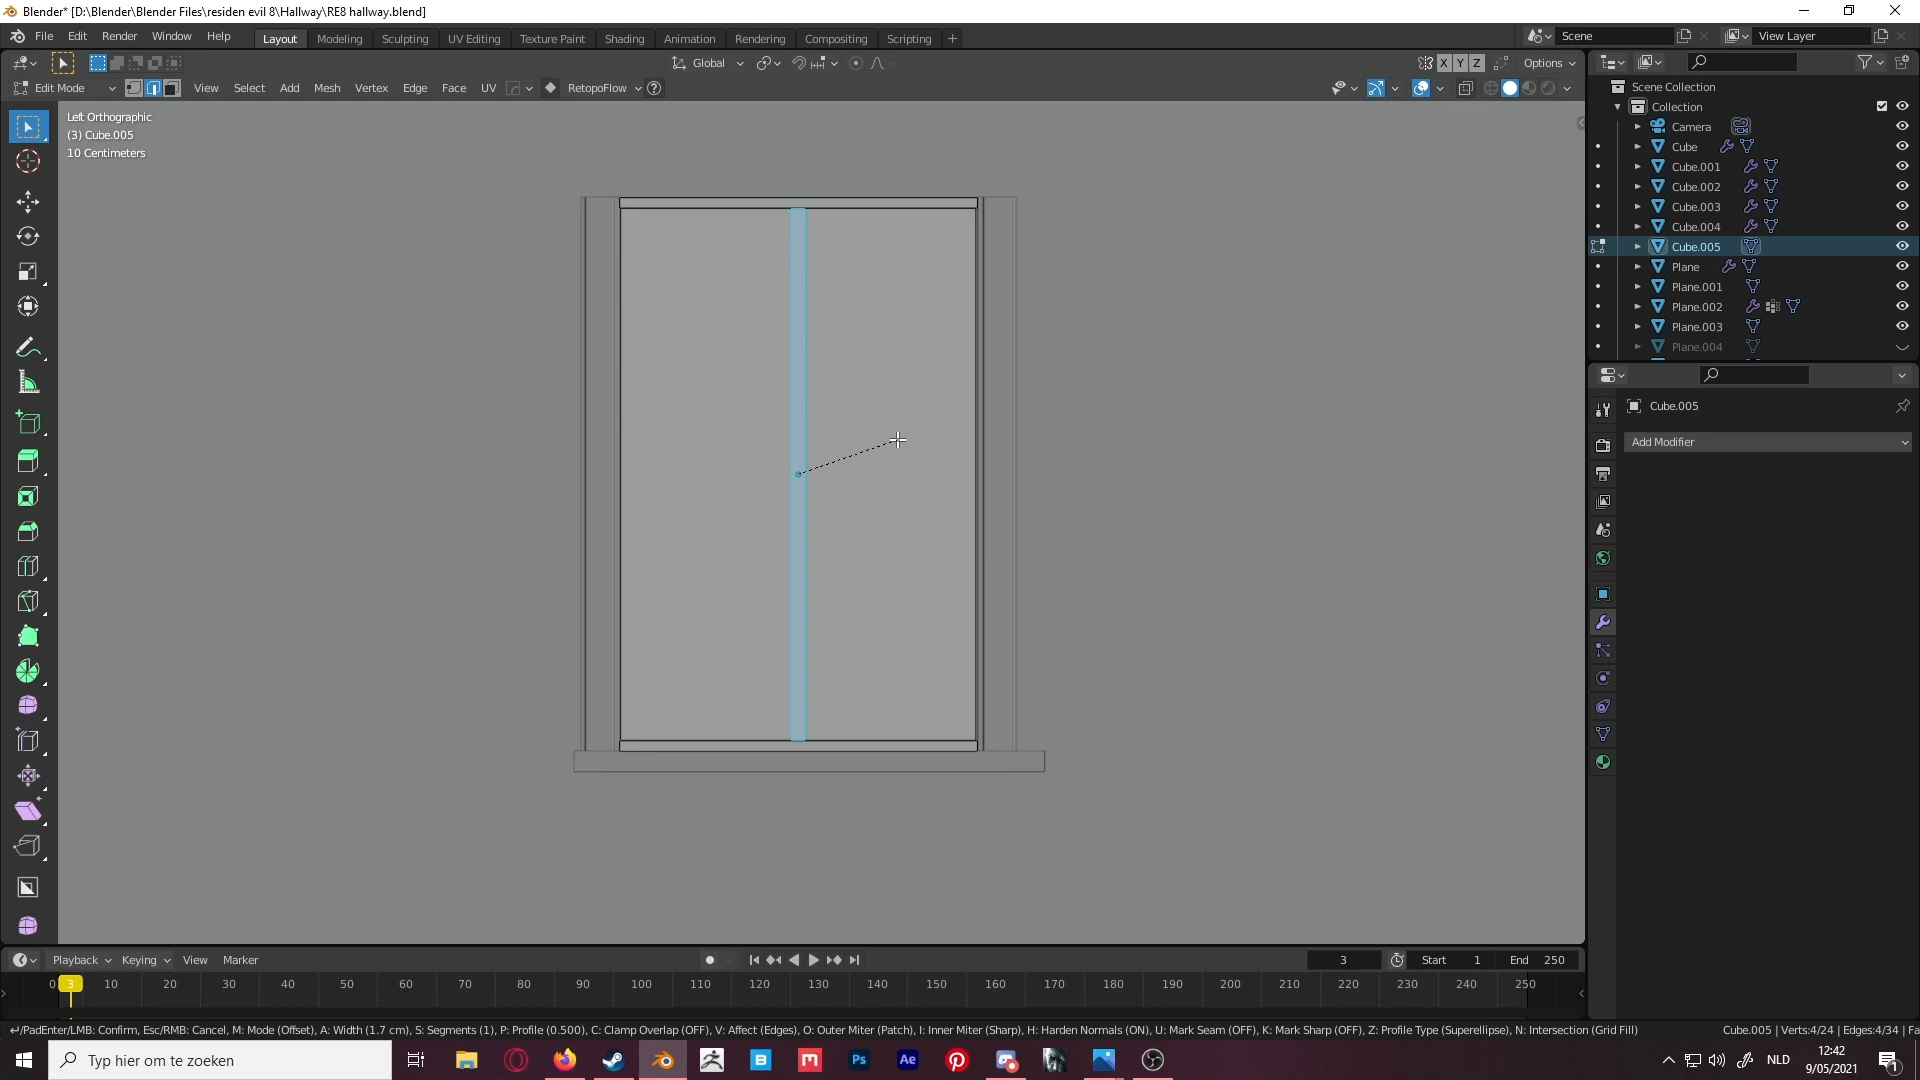 Blender* [D:\Blender\Blender Files\residen evil 8\Hallway\RE8 hallway.blend]
File Edit Render Window Help
Layout Modeling Sculpting UV Editing Texture Paint Shading Animation Rendering Compositing Scripting +
Scene View Layer
Global X Y Z Options
Edit Mode View Select Add Mesh Vertex Edge Face UV RetopoFlow
Left Orthographic
(3) Cube.005
10 Centimeters
Scene Collection
Collection
Camera
Cube
Cube.001
Cube.002
Cube.003
Cube.004
Cube.005
Plane
Plane.001
Plane.002
Plane.003
Plane.004
Cube.005
Add Modifier
Playback Keying View Marker 3 Start 1 End 250
0 3 10 20 30 40 50 60 70 80 90 100 110 120 130 140 150 160 170 180 190 200 210 220 230 240 250
↵/PadEnter/LMB: Confirm, Esc/RMB: Cancel, M: Mode (Offset), A: Width (1.7 cm), S: Segments (1), P: Profile (0.500), C: Clamp Overlap (OFF), V: Affect (Edges), O: Outer Miter (Patch), I: Inner Miter (Sharp), H: Harden Normals (ON), U: Mark Seam (OFF), K: Mark Sharp (OFF), Z: Profile Type (Superellipse), N: Intersection (Grid Fill) Cube.005 | Verts:4/24 | Edges:4/34 | Fa
Typ hier om te zoeken Ps Ae NLD 12:42
9/05/2021